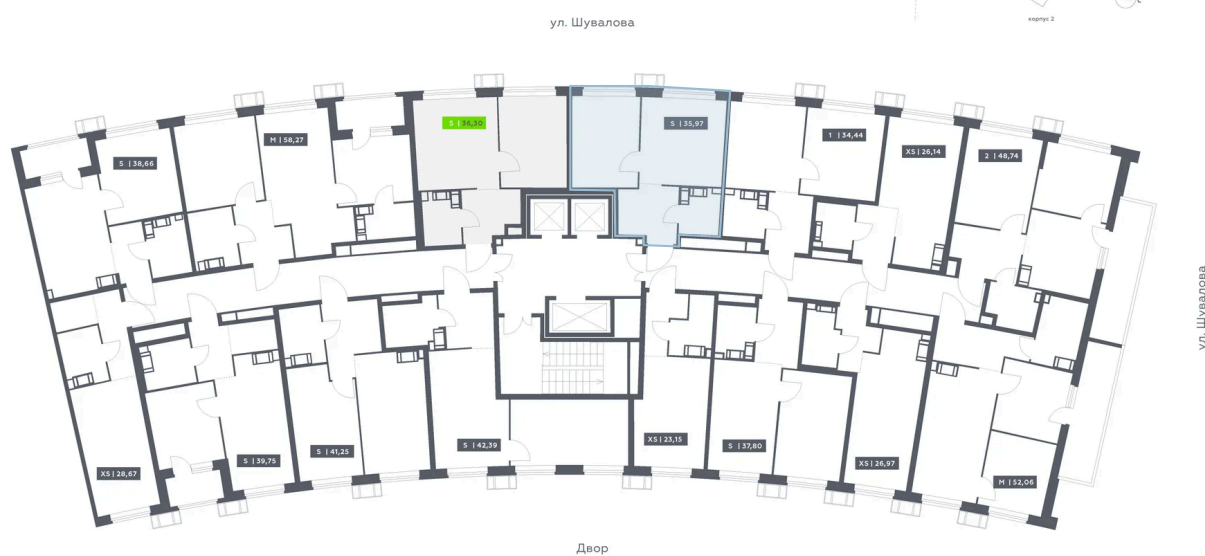 корпус 2
ул. Шувалова
S | 36,30
S | 35,97
1 | 34,44
XS | 26,14
2 | 48,74
M | 58,27
S | 38,66
ул. Шувалова
XS | 28,67
S | 39,75
S | 41,25
S | 42,39
XS | 23,15
S | 37,80
XS | 26,97
M | 52,06
Двор